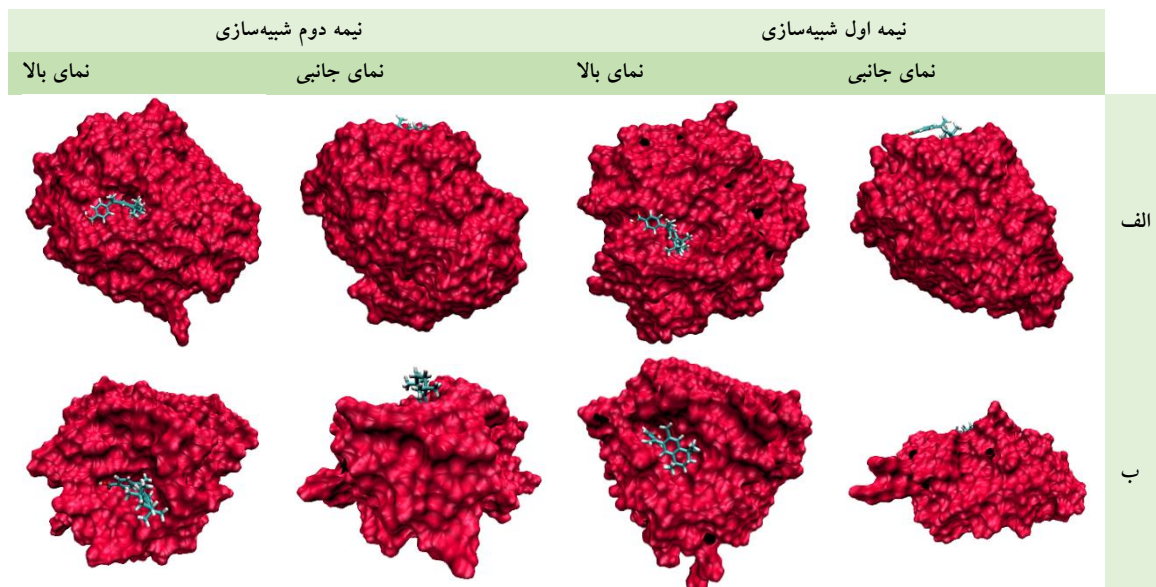 نیمه اول شبیه‌سازی نیمه دوم شبیه‌سازی
نمای جانبی نمای بالا نمای جانبی نمای بالا
الف
ب